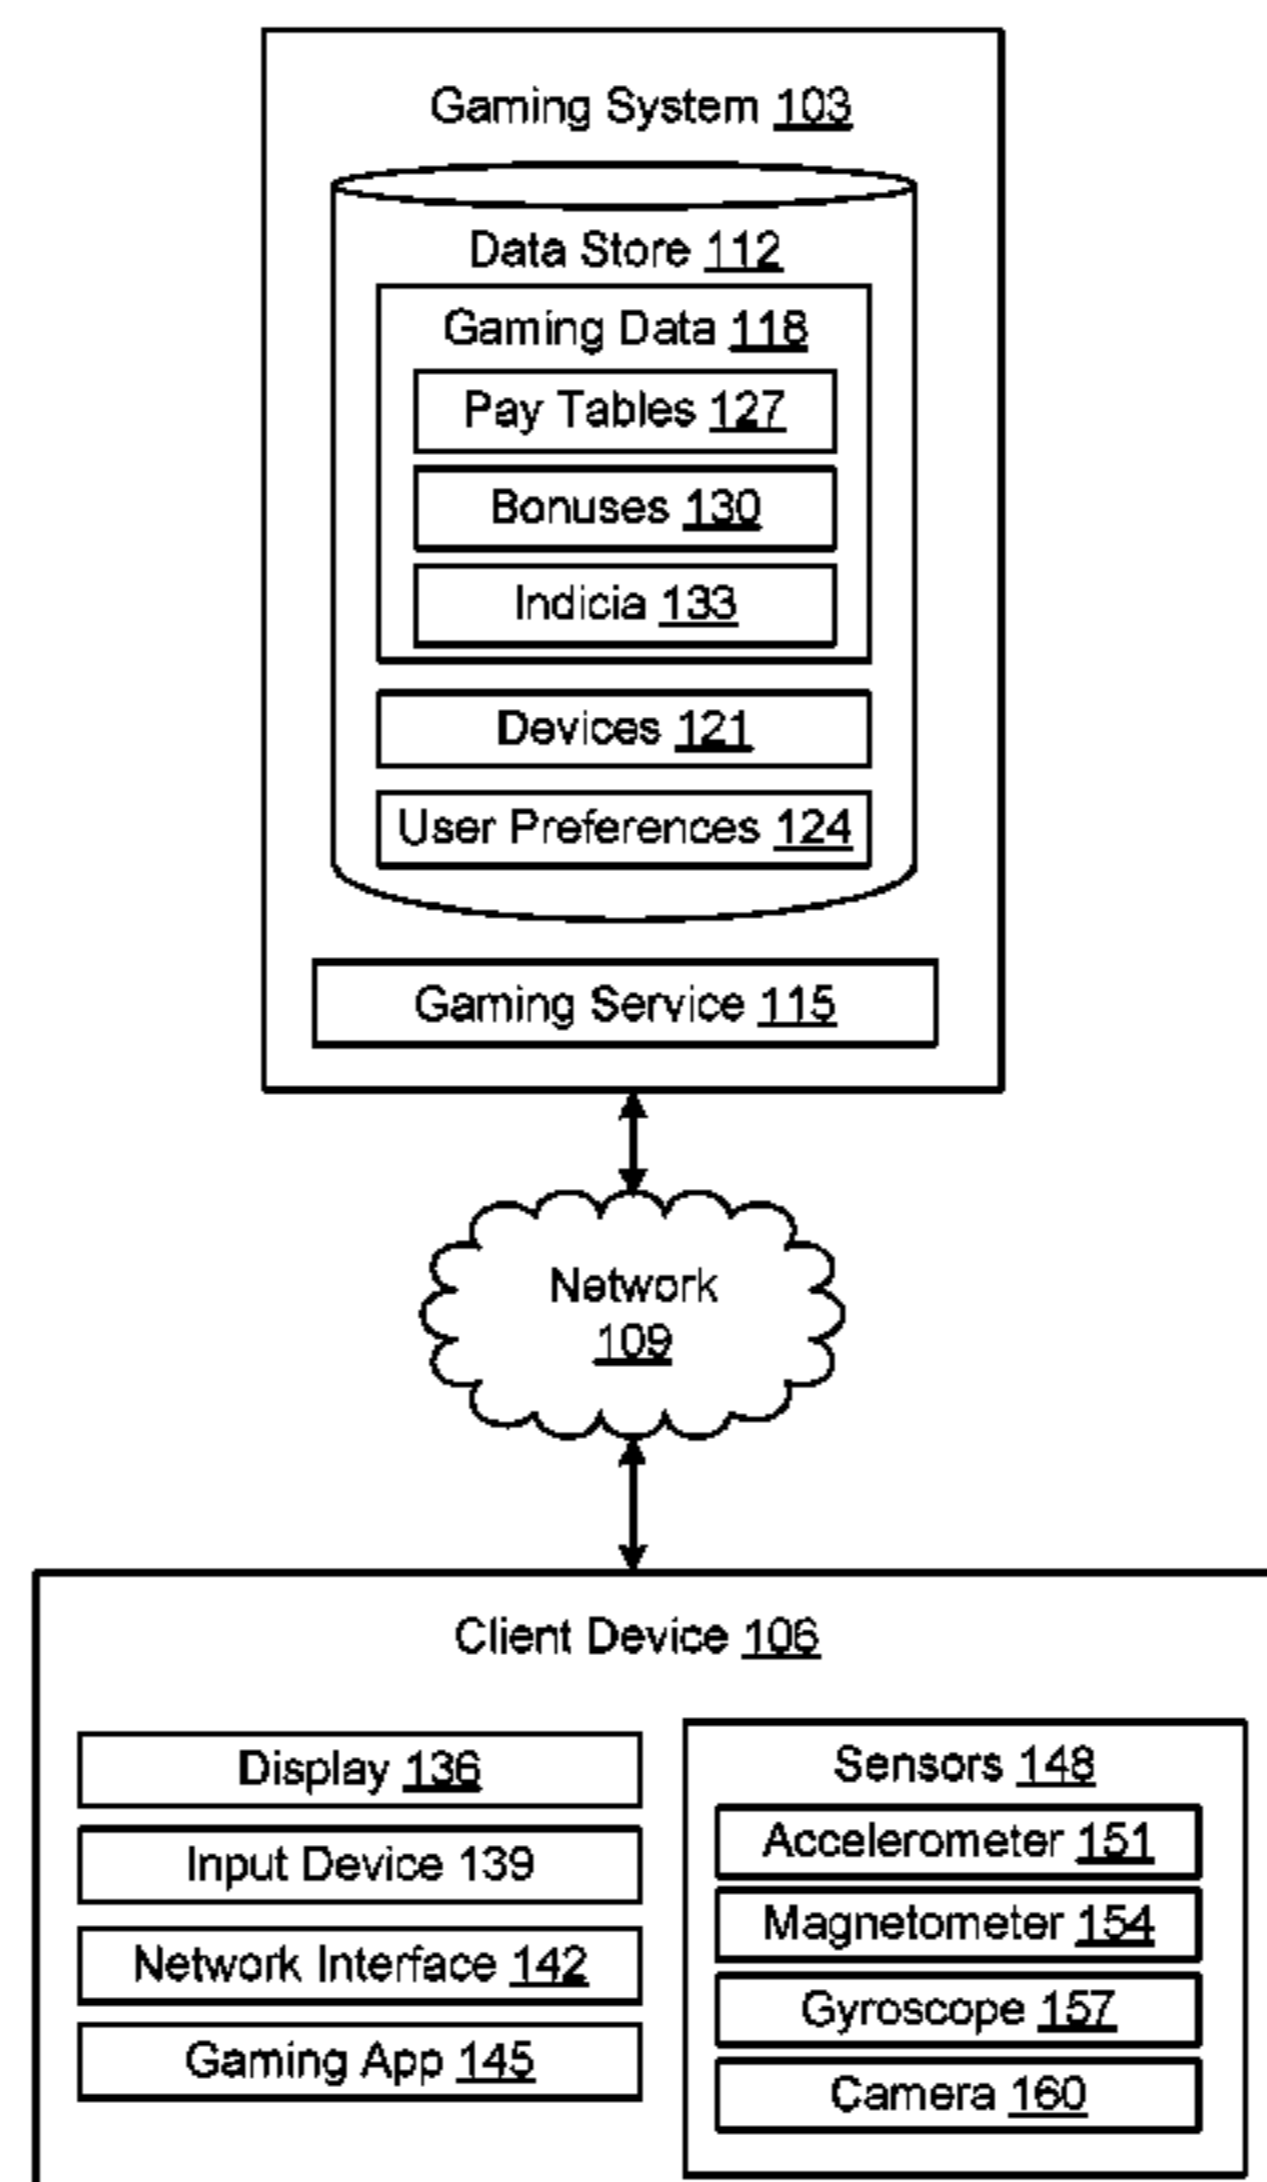 Gaming System 103
Data Store 112
Gaming Data 118
Pay Tables 127
Bonuses 130
Indicia 133
Devices 121
User Preferences 124
Gaming Service 115
Network
109
Client Device 106
Display 136
Input Device 139
Network Interface 142
Gaming App 145
Sensors 148
Accelerometer 151
Magnetometer 154
Gyroscope 157
Camera 160